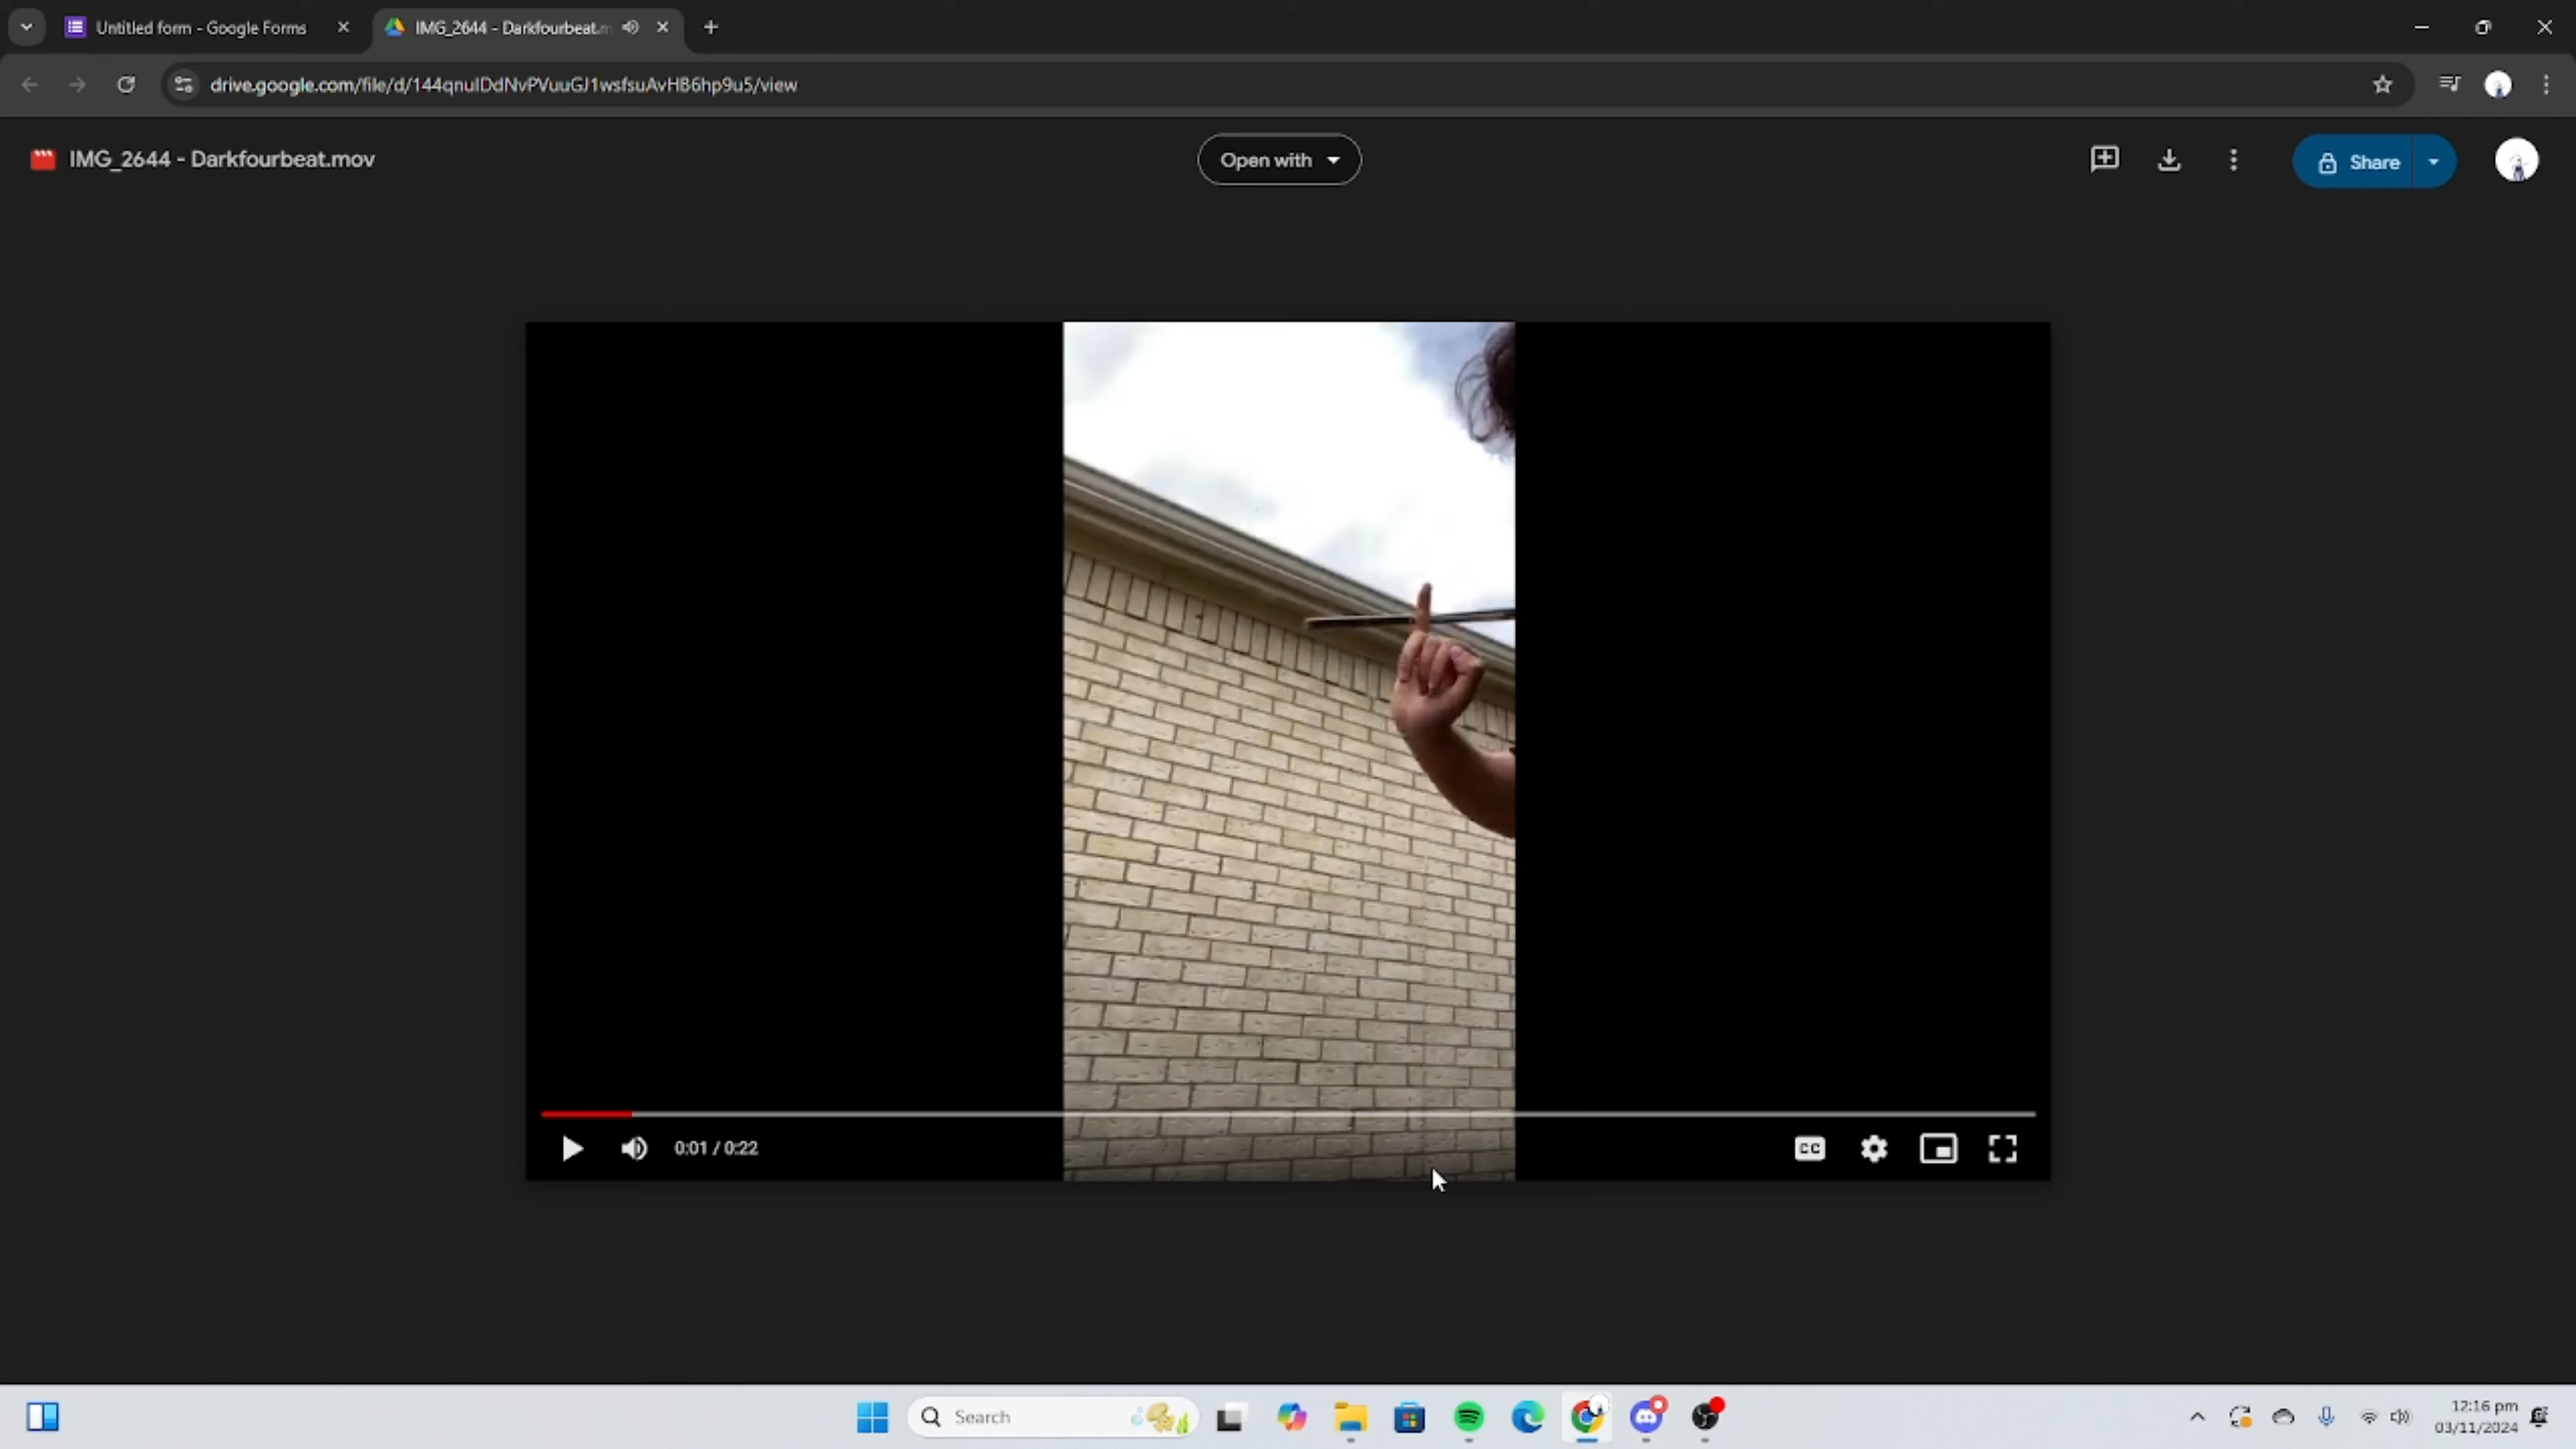 Untitled form - Google Forms
IMG_2644 - Darkfourbeat.m
drive.google.com/file/d/144qnulDdNvPVuuGJ1wsfsuAvHB6hp9u5/view
IMG_2644 - Darkfourbeat.mov
Open with
Share
0:01 / 0:22
CC
Search
12:16 pm
03/11/2024